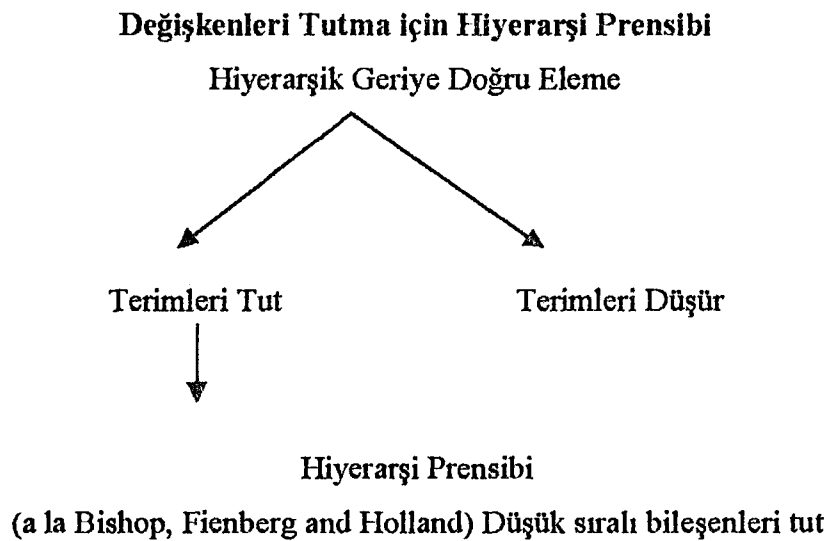 Değişkenleri Tutma için Hiyerarşi Prensibi
Hiyerarşik Geriye Doğru Eleme
Terimleri Tut
Terimleri Düşür
Hiyerarşi Prensibi
(a la Bishop, Fienberg and Holland) Düşük sıralı bileşenleri tut